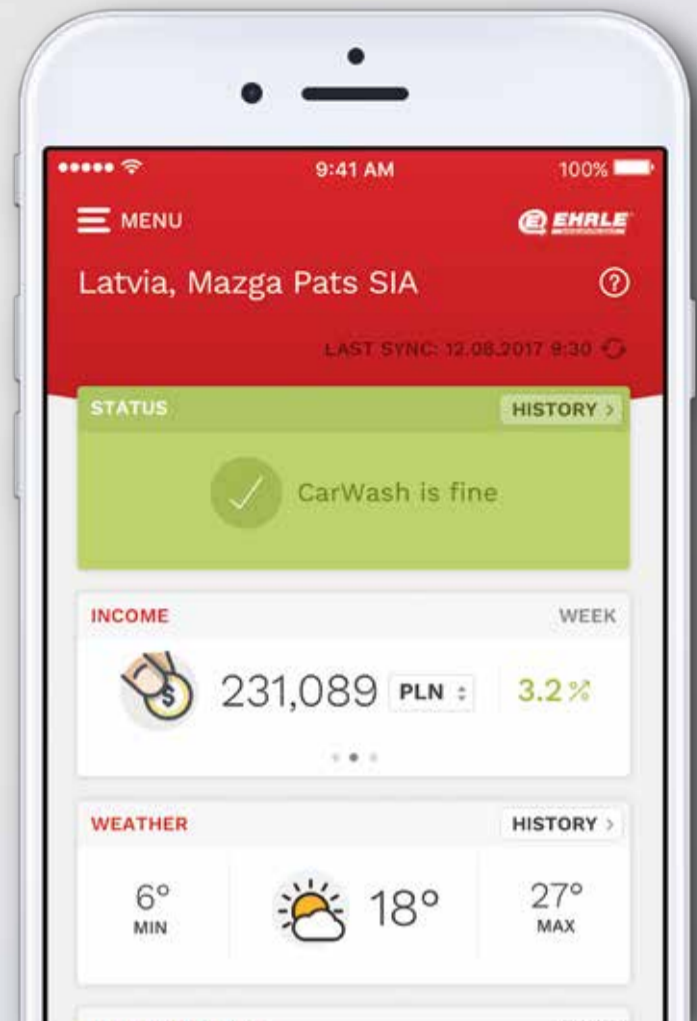 9:41 AM 100%
MENU EHRLE
Latvia, Mazga Pats SIA ?
LAST SYNC: 12.08.2017 9:30
STATUS HISTORY >
CarWash is fine
INCOME WEEK
$ 231,089 PLN 3.2%
WEATHER HISTORY >
6° 18° 27°
MIN MAX